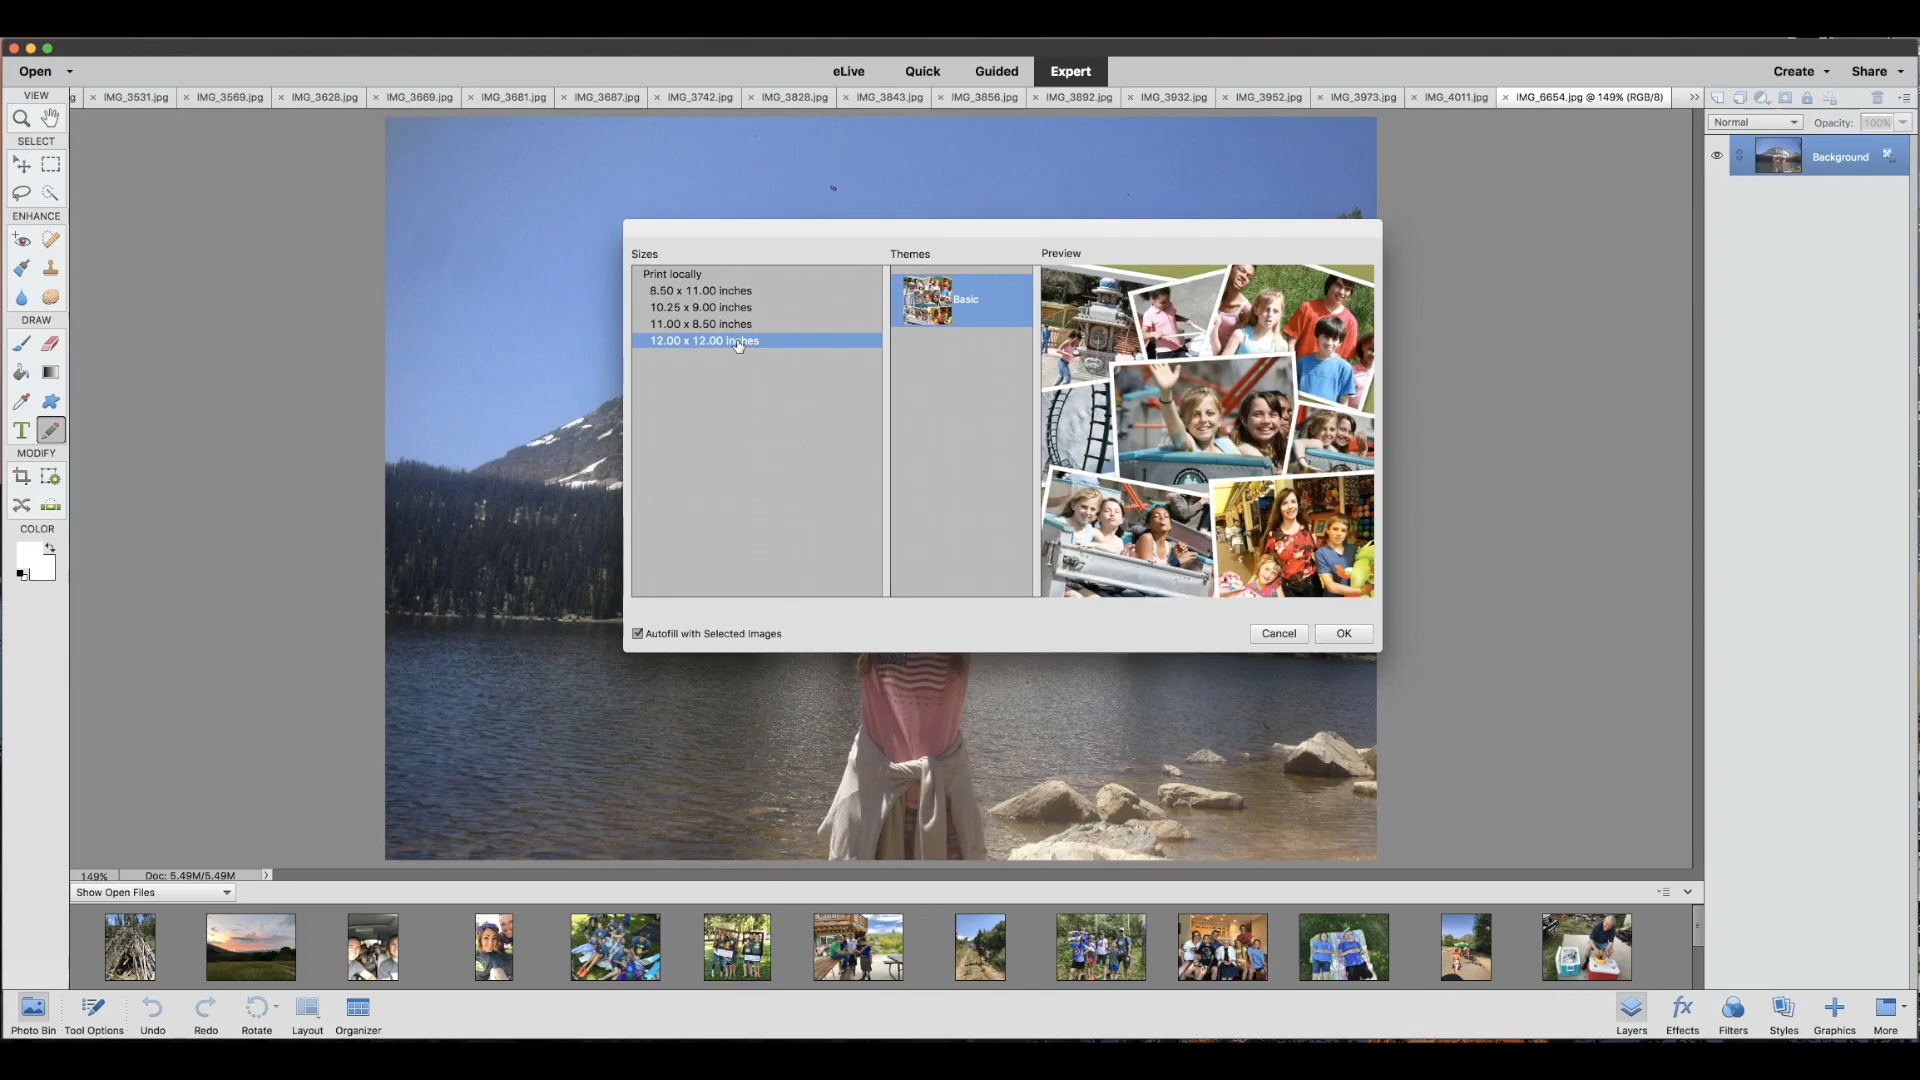 Open
eLive
Quick
Guided
Expert
Create
Share
VIEW
g
× IMG_3531.jpg
× IMG_3569.jpg
× IMG_3628.jpg
× IMG_3669.jpg
× IMG_3681.jpg
× IMG_3687.jpg
× IMG_3742.jpg
× IMG_3828.jpg
× IMG_3843.jpg
× IMG_3856.jpg
× IMG_3892.jpg
× IMG_3932.jpg
× IMG_3952.jpg
× IMG_3973.jpg
× IMG_4011.jpg
× IMG_6654.jpg @ 149% (RGB/8)
Normal
Opacity: 100%
SELECT
Background
ENHANCE
Sizes
Themes
Preview
Print locally
8.50 x 11.00 inches
10.25 x 9.00 inches
11.00 x 8.50 inches
12.00 x 12.00 inches
Basic
DRAW
T
MODIFY
COLOR
Autofill with Selected Images
Cancel
OK
149%
Doc: 5.49M/5.49M
Show Open Files
Photo Bin
Tool Options
Undo
Redo
Rotate
Layout
Organizer
fx
Layers
Effects
Filters
Styles
Graphics
More